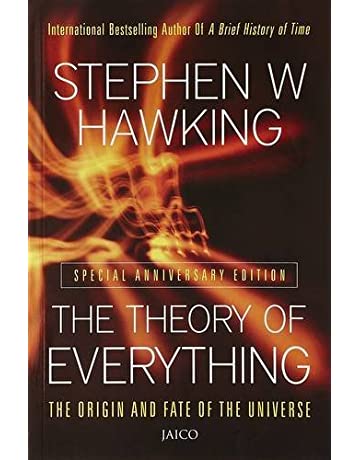 International Bestselling Author Of A Brief History of Time
STEPHEN W
HAWKING
SPECIAL ANNIVERSARY EDITION
THE THEORY OF
EVERYTHING
THE ORIGIN AND FATE OF THE UNIVERSE
JAICO